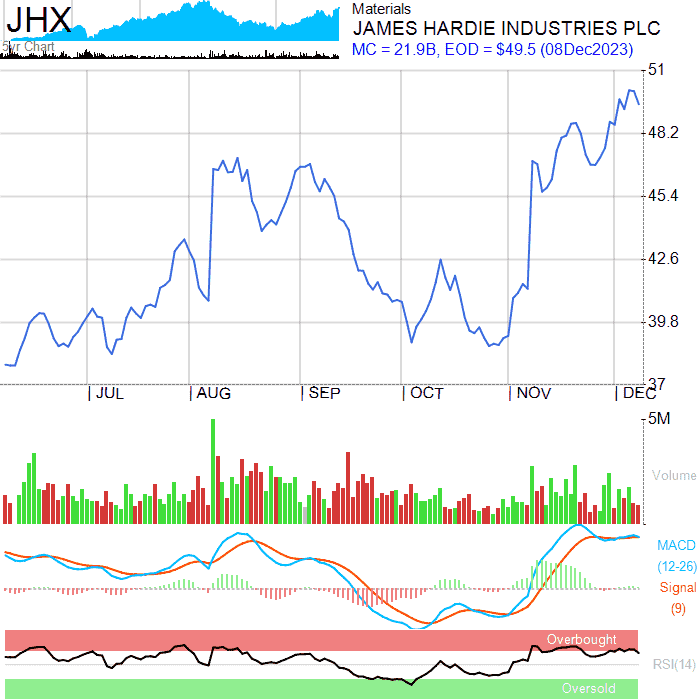 JHX
5yr Chart
Materials
JAMES HARDIE INDUSTRIES PLC
MC = 21.9B, EOD = $49.5 (08Dec2023)
51
48.2
45.4
42.6
39.8
37
JUL
AUG
SEP
OCT
NOV
DEC
5M
Volume
MACD
(12-26)
Signal
(9)
Overbought
RSI(14)
Oversold